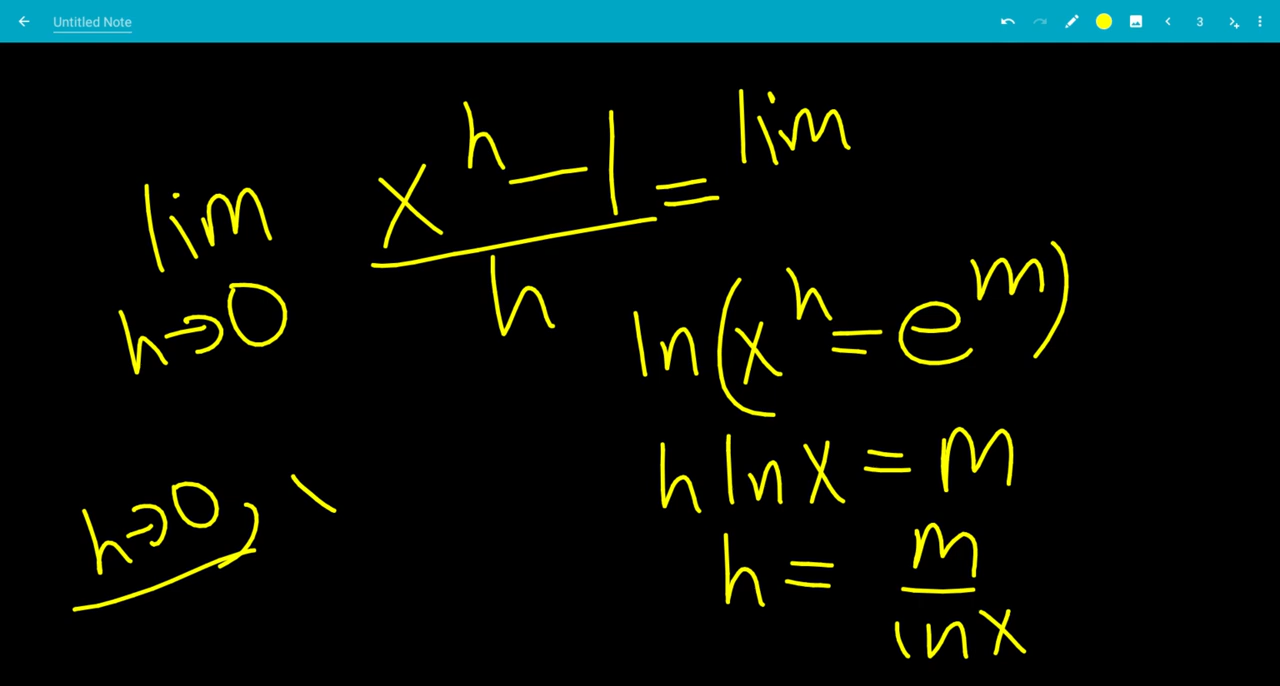 Untitled Note
3
lim h→0 (x^h − 1)/h = lim
ln(x^h = e^m)
h ln x = m
h = m/ln x
h→0,